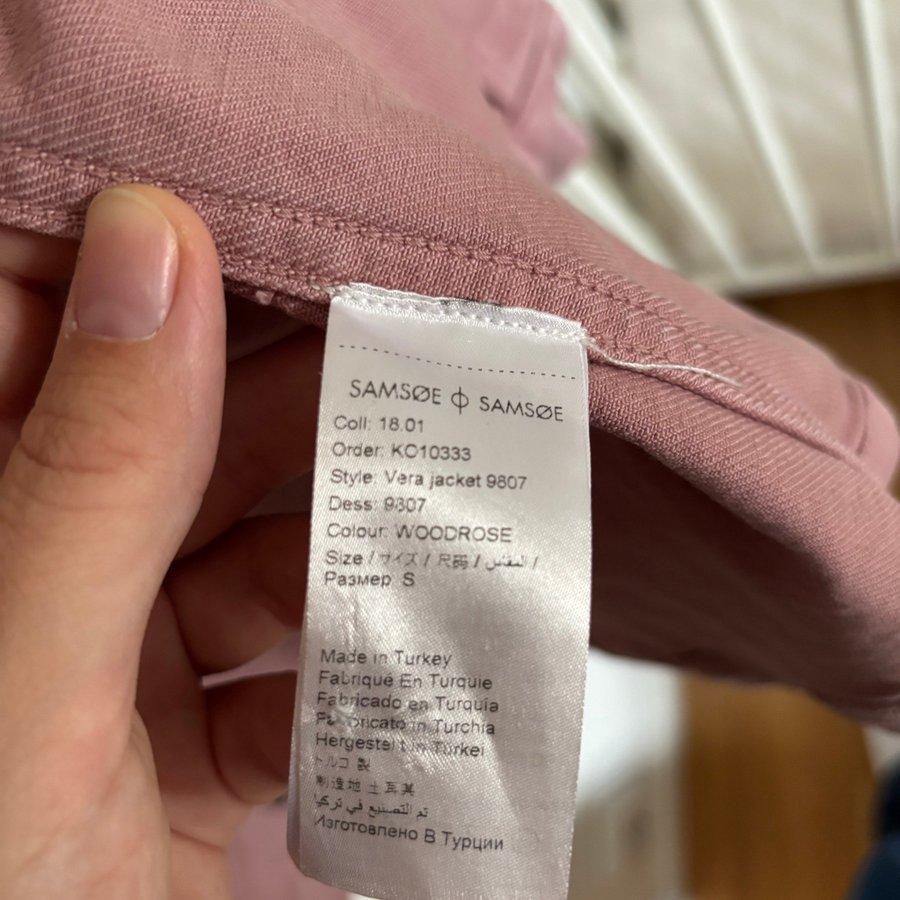 SAMSØE ɸ SAMSØE
Coll: 18.01
Order: KO10333
Style: Vera jacket 9807
Dess: 9807
Colour: WOODROSE
Size / サイズ / 尺码 / المقاس /
Размер S
Made in Turkey
Fabriqué En Turquie
Fabricado en Turquía
Fabbricato in Turchia
Hergestellt in Türkei
トルコ 製
制造地 土耳其
تم التصنيع في تركيا
Изготовлено В Турции